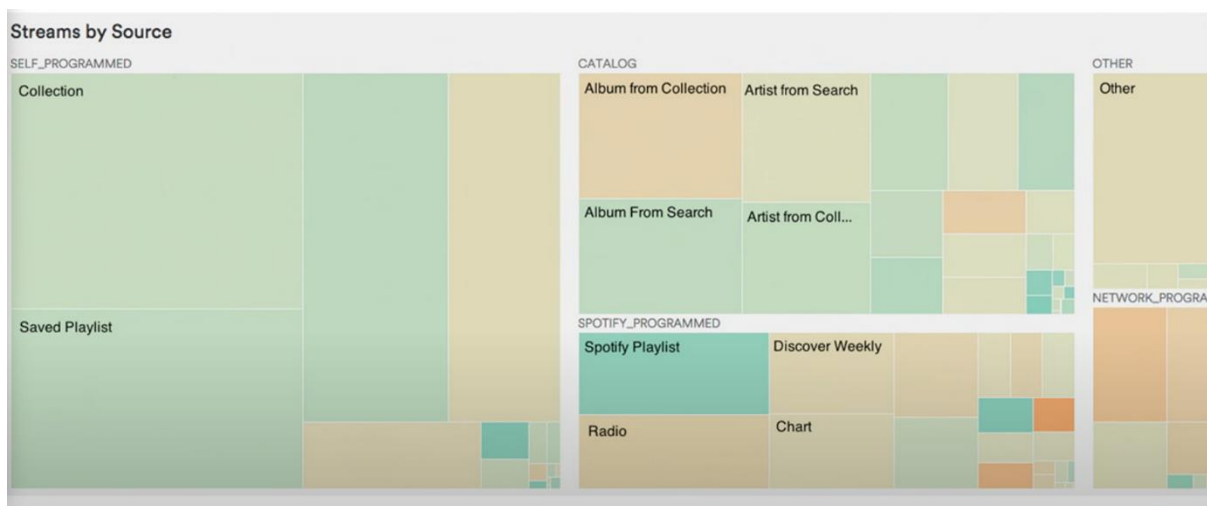 Streams by Source
SELF_PROGRAMMED
Collection
Saved Playlist
CATALOG
Album from Collection
Artist from Search
Album From Search
Artist from Coll...
SPOTIFY_PROGRAMMED
Spotify Playlist
Discover Weekly
Radio
Chart
OTHER
Other
NETWORK_PROGRA